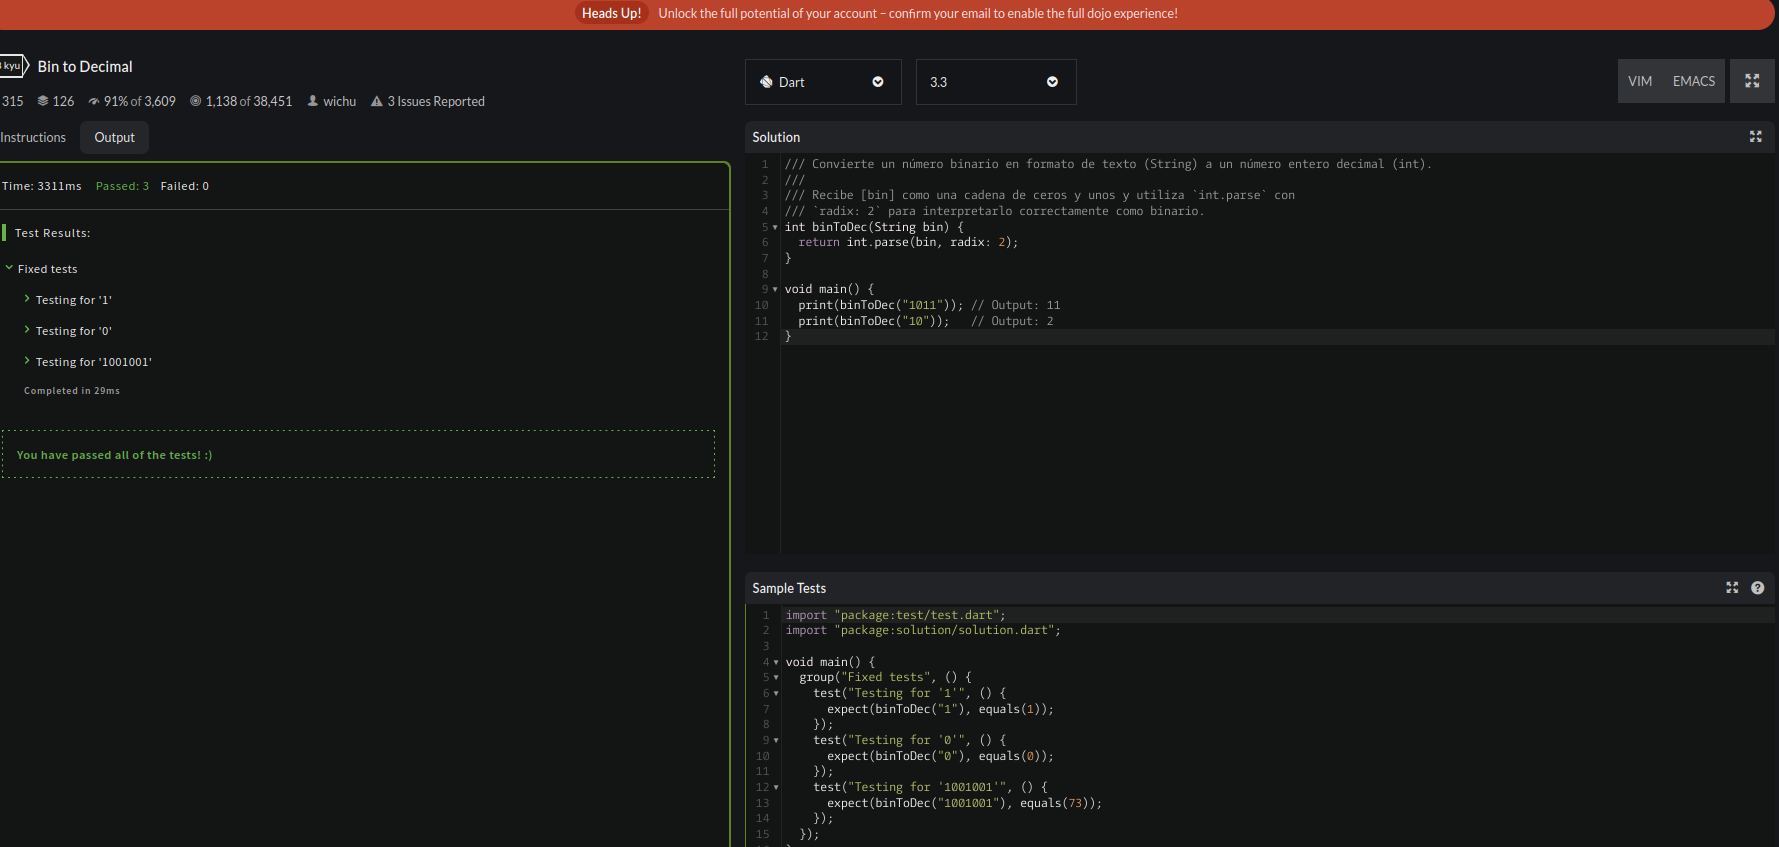 Heads Up! Unlock the full potential of your account – confirm your email to enable the full dojo experience!
kyu Bin to Decimal
315 126 91% of 3,609 1,138 of 38,451 wichu 3 Issues Reported
Instructions Output
Time: 3311ms Passed: 3 Failed: 0
Test Results:
Fixed tests
Testing for '1'
Testing for '0'
Testing for '1001001'
Completed in 29ms
You have passed all of the tests! :)
Dart 3.3 VIM EMACS
Solution
1 /// Convierte un número binario en formato de texto (String) a un número entero decimal (int).
2 ///
3 /// Recibe [bin] como una cadena de ceros y unos y utiliza `int.parse` con
4 /// `radix: 2` para interpretarlo correctamente como binario.
5 int binToDec(String bin) {
6 return int.parse(bin, radix: 2);
7 }
8
9 void main() {
10 print(binToDec("1011")); // Output: 11
11 print(binToDec("10")); // Output: 2
12 }
Sample Tests
1 import "package:test/test.dart";
2 import "package:solution/solution.dart";
3
4 void main() {
5 group("Fixed tests", () {
6 test("Testing for '1'", () {
7 expect(binToDec("1"), equals(1));
8 });
9 test("Testing for '0'", () {
10 expect(binToDec("0"), equals(0));
11 });
12 test("Testing for '1001001'", () {
13 expect(binToDec("1001001"), equals(73));
14 });
15 });